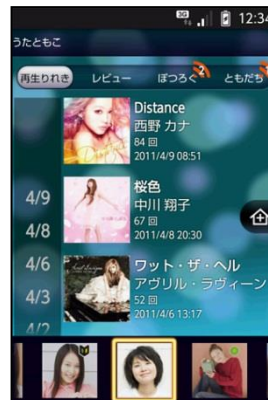 3G 12:34
うたともこ
再生りれき レビュー ぽつろぐ 2 ともだち
Distance
西野 カナ
84 回
2011/4/9 08:51
4/9
桜色
中川 翔子
67 回
2011/4/8 20:30
4/8
4/6
ワット・ザ・ヘル
アヴリル・ラヴィーン
52 回
2011/4/6 13:17
4/3
4/2